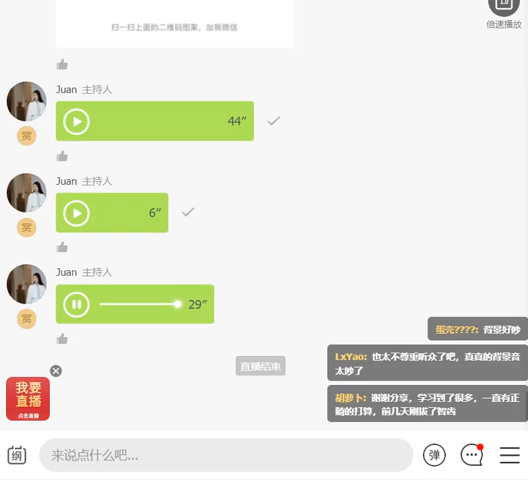 扫一扫上面的二维码图案，加我微信
倍速播放
Juan 主持人
44″
赏
Juan 主持人
6″
赏
Juan 主持人
29″
赏
蛋壳????: 背景好吵
直播结束
LxYao: 也太不尊重听众了吧，真真的背景音
太吵了
我要
直播
点击直播
胡萝卜: 谢谢分享，学习到了很多，一直有正
畸的打算，前几天刚拔了智齿
纲
来说点什么吧...
弹